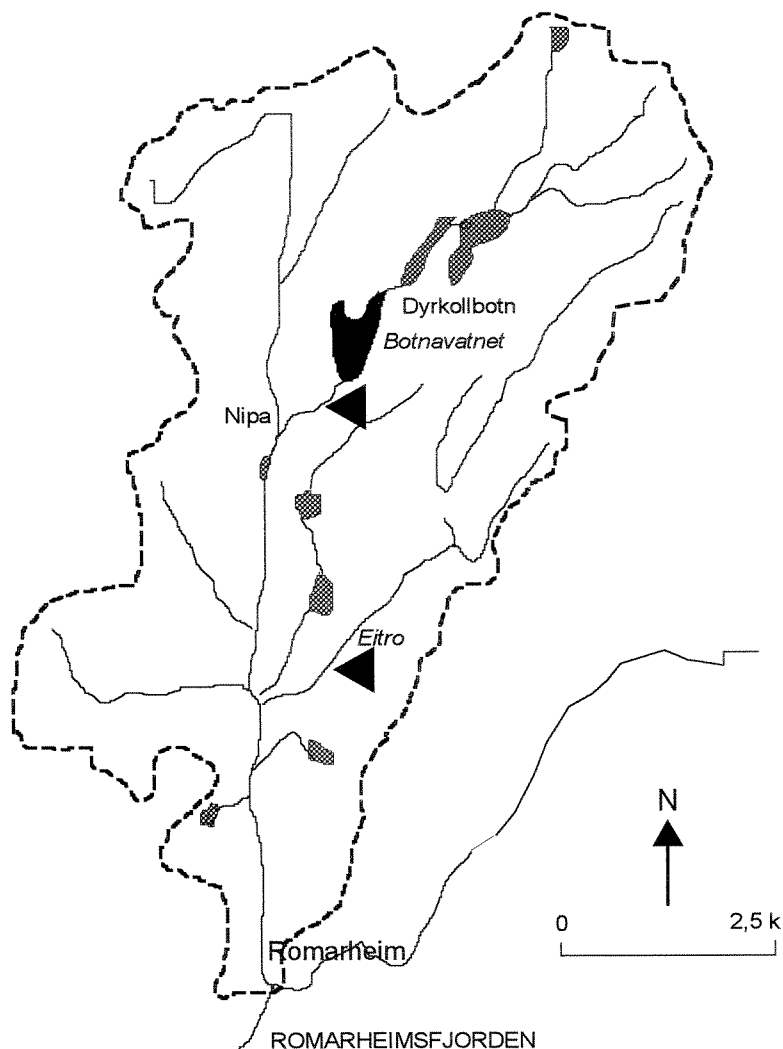 Dyrkollbotn
Botnavatnet
Nipa
Eitro
N
0 2,5 k
Romarheim
ROMARHEIMSFJORDEN